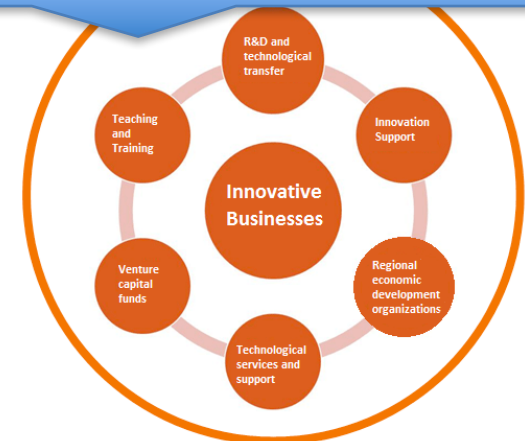 R&D and
technological
transfer
Teaching
and
Training
Innovation
Support
Innovative
Businesses
Venture
capital
funds
Regional
economic
development
organizations
Technological
services and
support